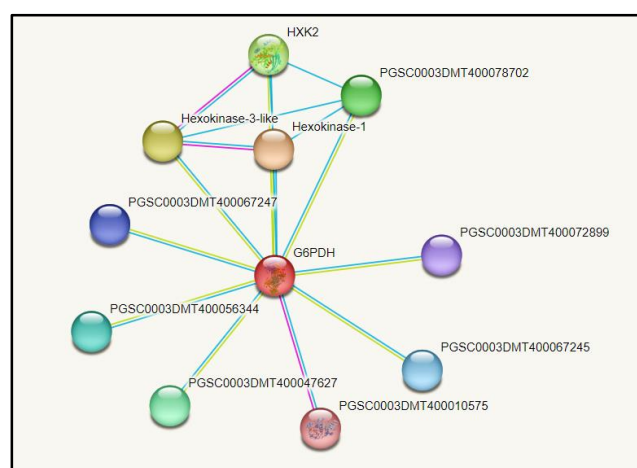 HXK2
PGSC0003DMT400078702
Hexokinase-3-like
Hexokinase-1
PGSC0003DMT400067247
PGSC0003DMT400072899
G6PDH
PGSC0003DMT400056344
PGSC0003DMT400067245
PGSC0003DMT400047627
PGSC0003DMT400010575